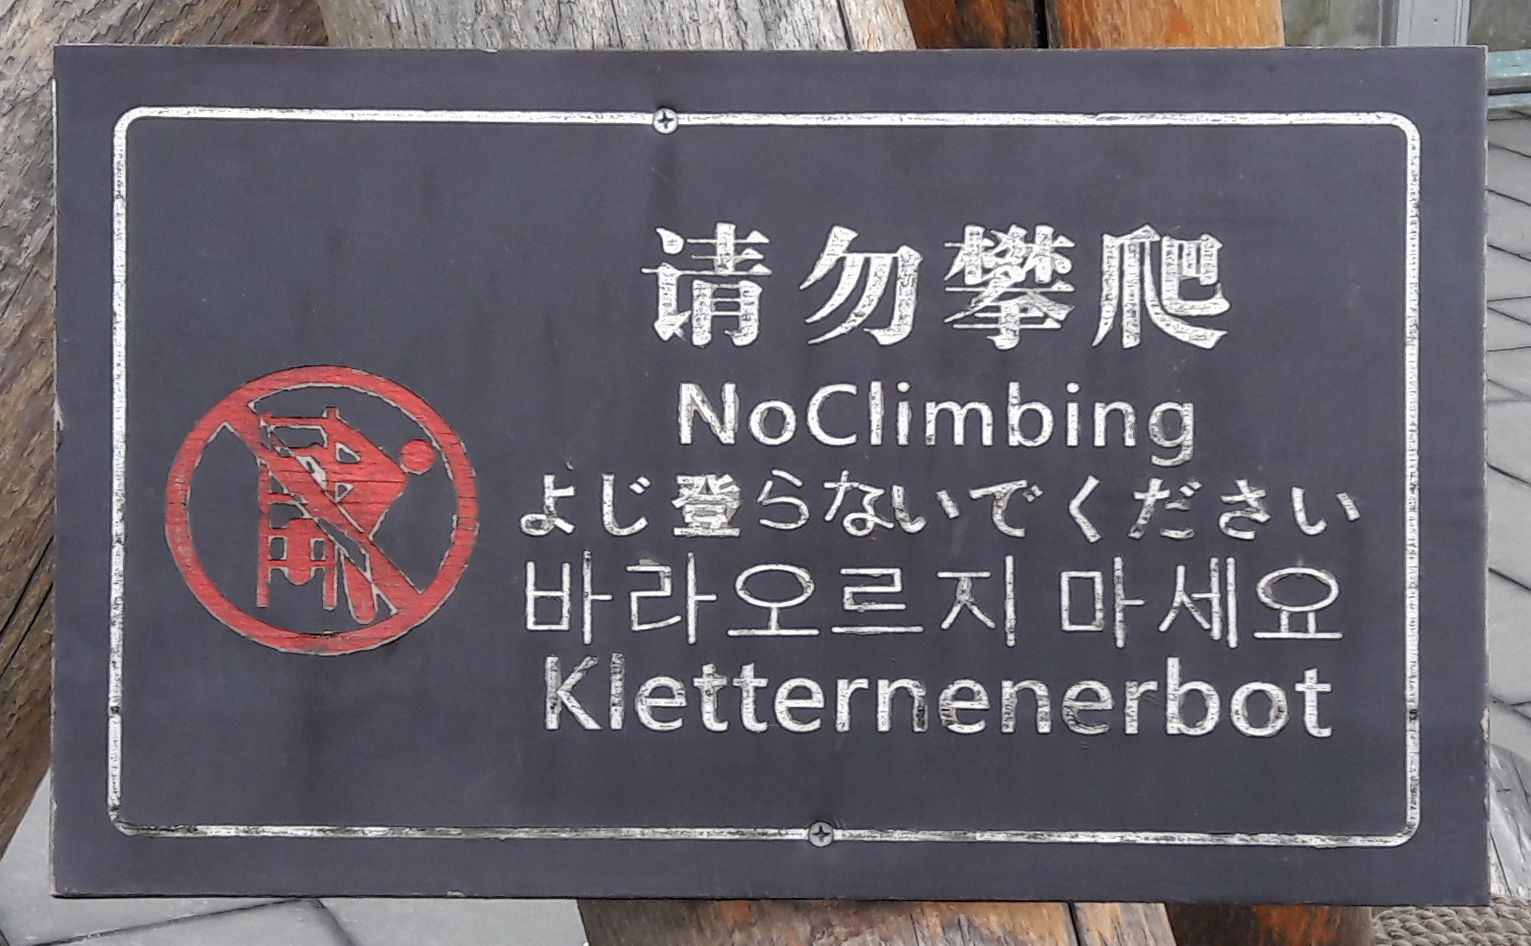 请勿攀爬
NoClimbing
よじ登らないでください
바라오르지 마세요
Kletternenerbot